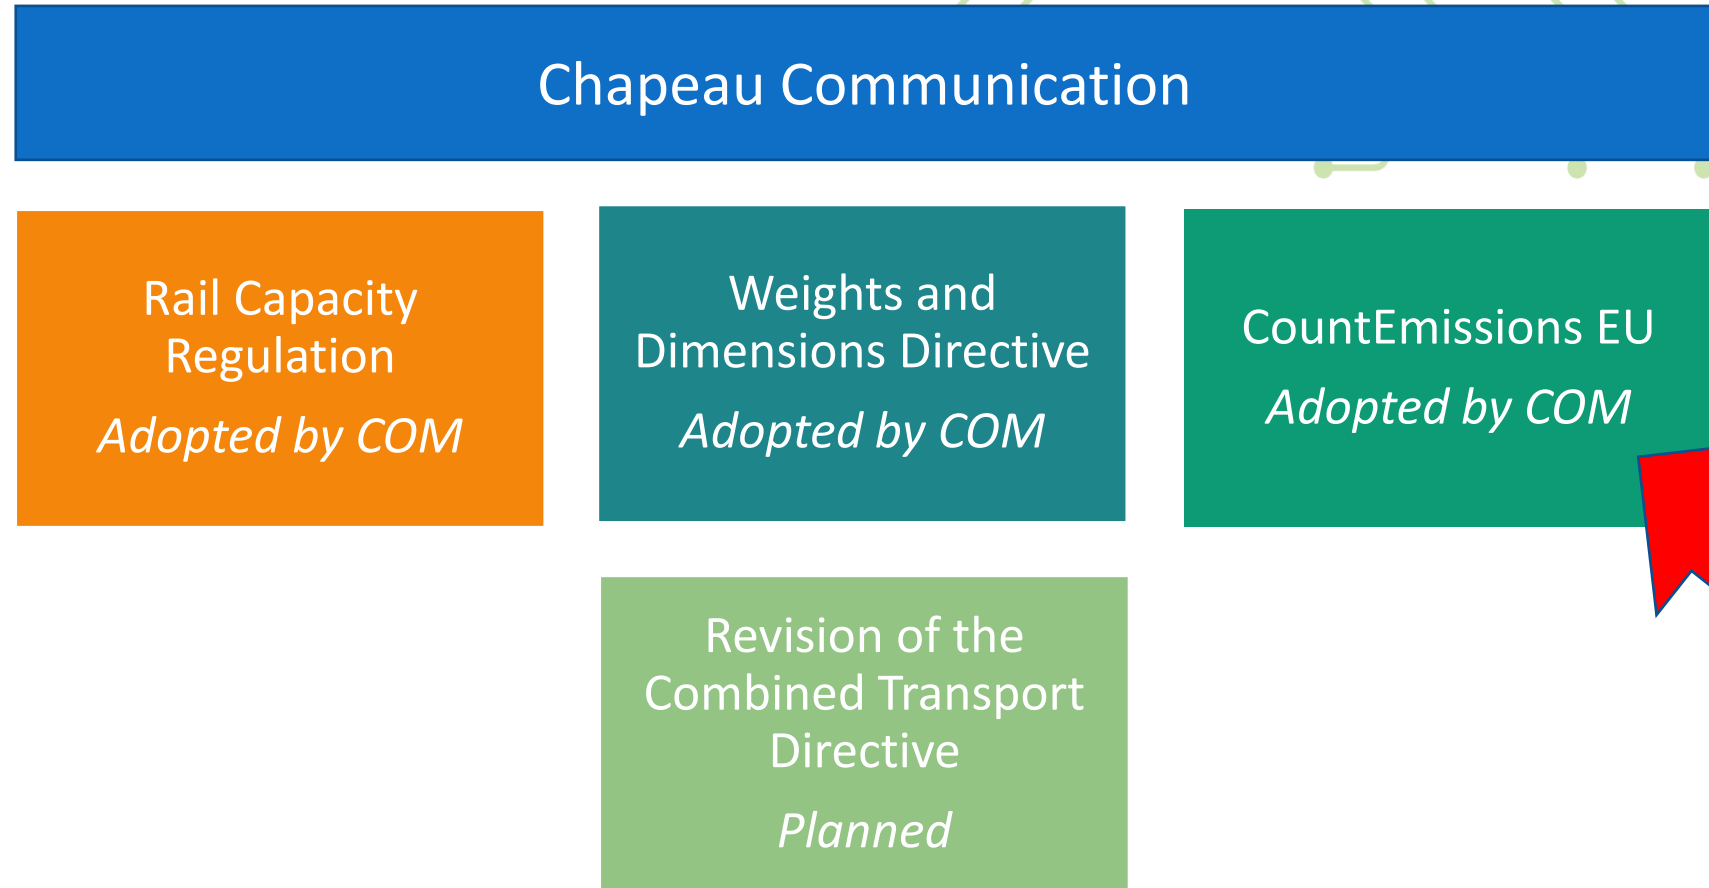 Chapeau Communication
Rail Capacity
Regulation
Adopted by COM
Weights and
Dimensions Directive
Adopted by COM
CountEmissions EU
Adopted by COM
Revision of the
Combined Transport
Directive
Planned